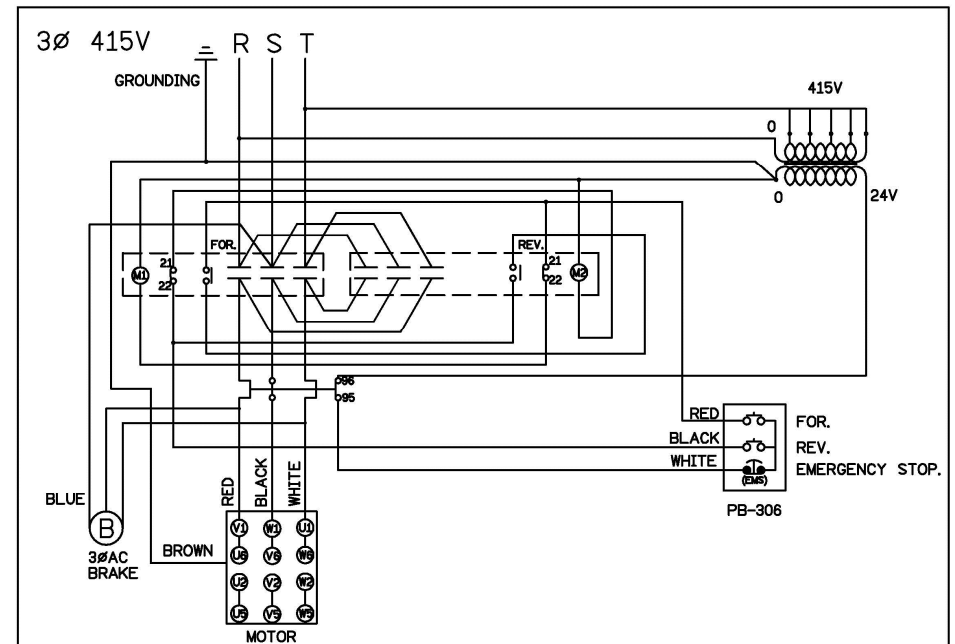 3Ø 415V
R S T
GROUNDING
415V
0
0
24V
FOR.
REV.
M1
21
22
21
22
M2
96
95
RED
FOR.
BLACK
REV.
WHITE
EMERGENCY STOP.
(EMS)
PB-306
RED
BLACK
WHITE
BLUE
B
3ØAC
BRAKE
BROWN
V1 W1 U1
U6 V6 W6
U2 V2 W2
U5 V5 W5
MOTOR